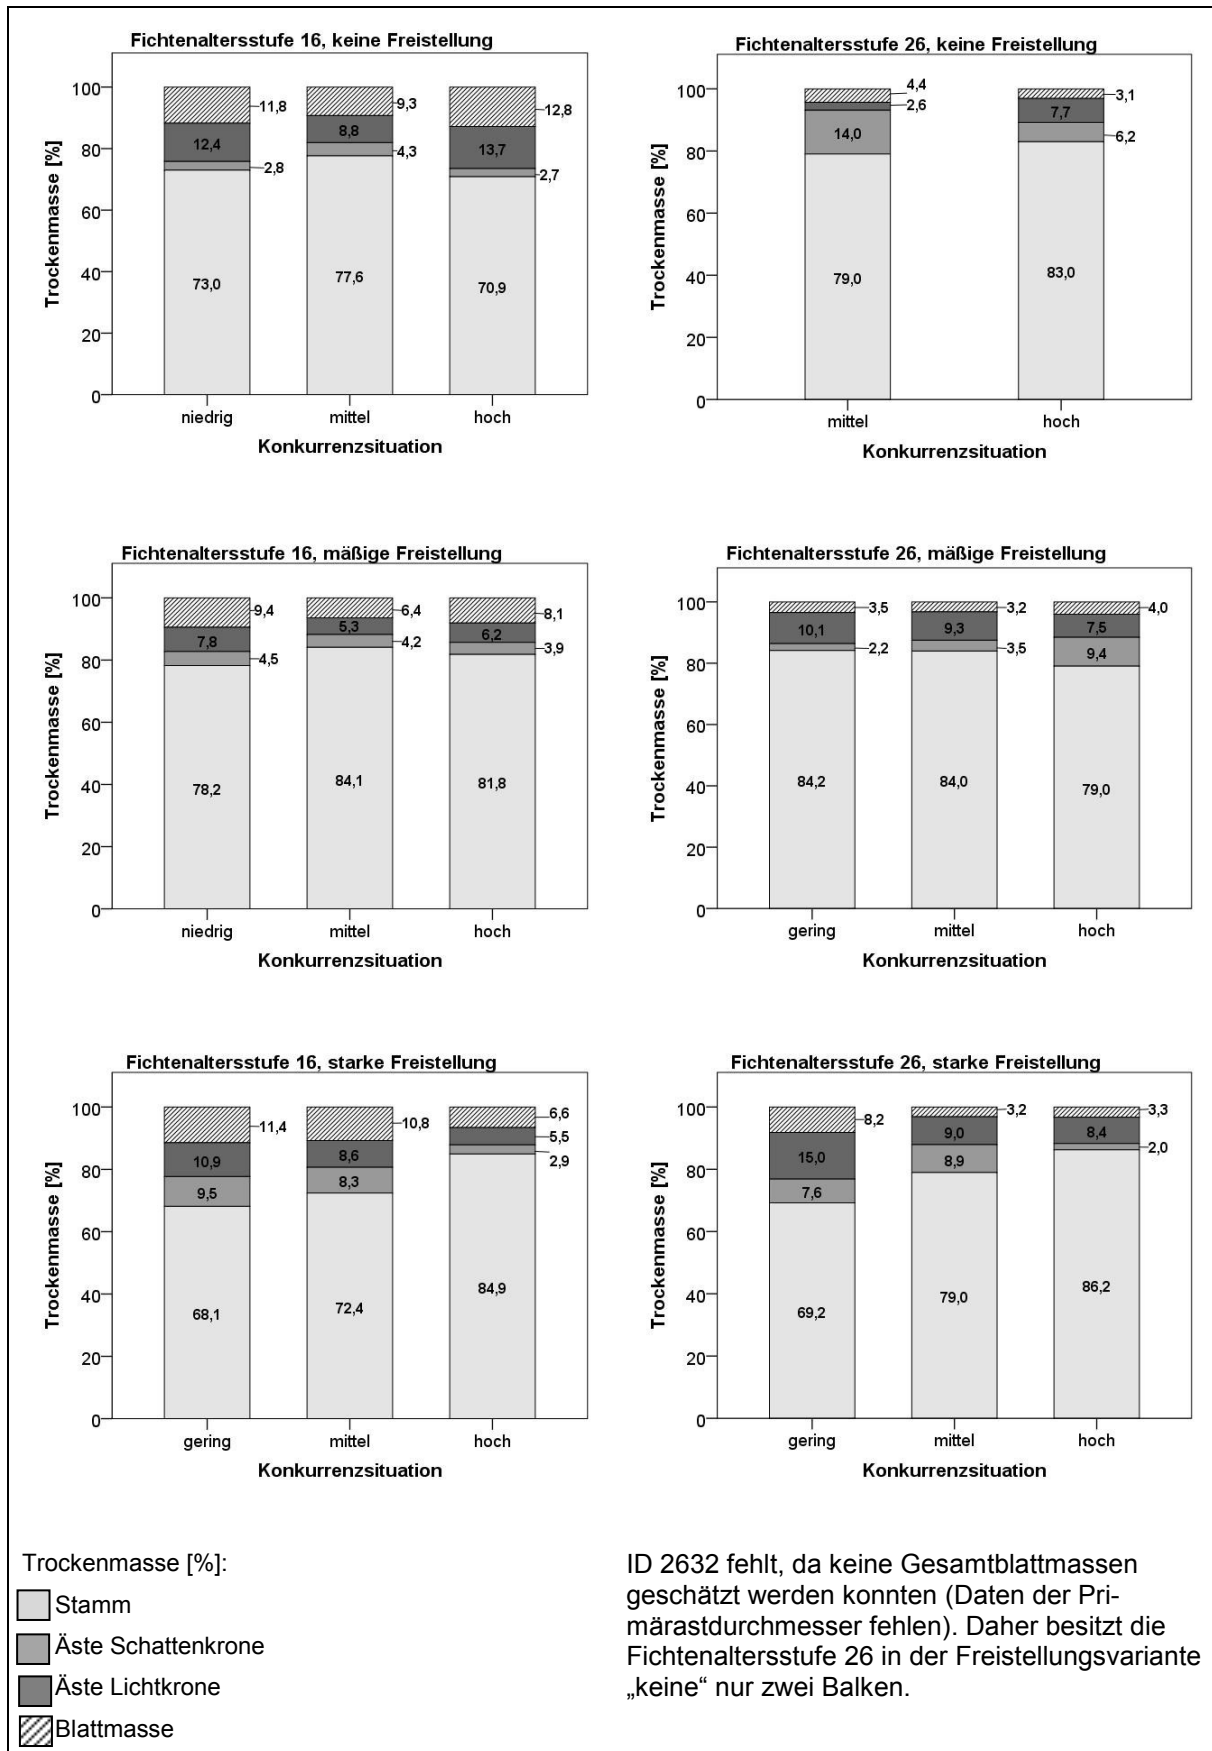 Fichtenaltersstufe 16, keine Freistellung
Trockenmasse [%]
100
80
60
40
20
0
11,8
12,4
2,8
73,0
9,3
8,8
4,3
77,6
12,8
13,7
2,7
70,9
niedrig
mittel
hoch
Konkurrenzsituation
Fichtenaltersstufe 26, keine Freistellung
Trockenmasse [%]
100
80
60
40
20
0
4,4
2,6
14,0
79,0
3,1
7,7
6,2
83,0
mittel
hoch
Konkurrenzsituation
Fichtenaltersstufe 16, mäßige Freistellung
Trockenmasse [%]
100
80
60
40
20
0
9,4
7,8
4,5
78,2
6,4
5,3
4,2
84,1
8,1
6,2
3,9
81,8
niedrig
mittel
hoch
Konkurrenzsituation
Fichtenaltersstufe 26, mäßige Freistellung
Trockenmasse [%]
100
80
60
40
20
0
3,5
10,1
2,2
84,2
3,2
9,3
3,5
84,0
4,0
7,5
9,4
79,0
gering
mittel
hoch
Konkurrenzsituation
Fichtenaltersstufe 16, starke Freistellung
Trockenmasse [%]
100
80
60
40
20
0
11,4
10,9
9,5
68,1
10,8
8,6
8,3
72,4
6,6
5,5
2,9
84,9
gering
mittel
hoch
Konkurrenzsituation
Fichtenaltersstufe 26, starke Freistellung
Trockenmasse [%]
100
80
60
40
20
0
8,2
15,0
7,6
69,2
3,2
9,0
8,9
79,0
3,3
8,4
2,0
86,2
gering
mittel
hoch
Konkurrenzsituation
Trockenmasse [%]:
Stamm
Äste Schattenkrone
Äste Lichtkrone
Blattmasse
ID 2632 fehlt, da keine Gesamtblattmassen
geschätzt werden konnten (Daten der Pri-
märastdurchmesser fehlen). Daher besitzt die
Fichtenaltersstufe 26 in der Freistellungsvariante
„keine“ nur zwei Balken.